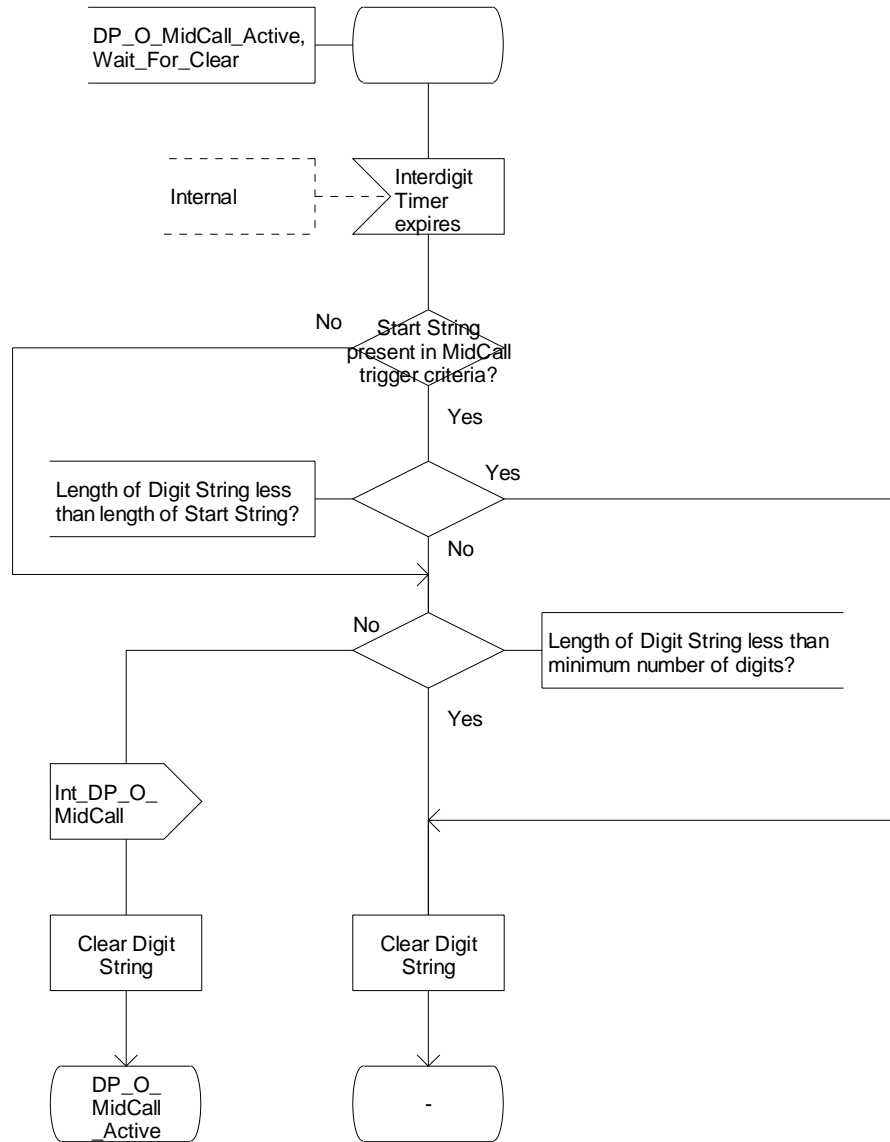 DP_O_MidCall_Active,
Wait_For_Clear
Internal
Interdigit
Timer
expires
No
Start String
present in MidCall
trigger criteria?
Yes
Yes
Length of Digit String less
than length of Start String?
No
No
Length of Digit String less than
minimum number of digits?
Yes
Int_DP_O_
MidCall
Clear Digit
String
Clear Digit
String
DP_O_
MidCall
_Active
-